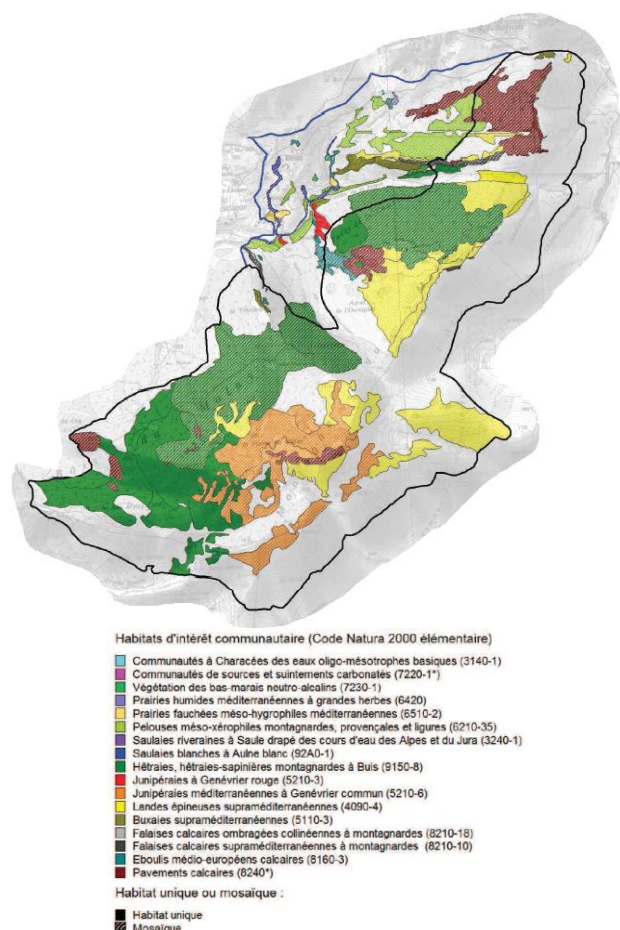 Habitats d'intérêt communautaire (Code Natura 2000 élémentaire)
Communautés à Characées des eaux oligo-mésotrophes basiques (3140-1)
Communautés de sources et suintements carbonatés (7220-1*)
Végétation des bas-marais neutro-alcalins (7230-1)
Prairies humides méditerranéennes à grandes herbes (6420)
Prairies fauchées méso-hygrophiles méditerranéennes (6510-2)
Pelouses méso-xérophiles montagnardes, provençales et ligures (6210-35)
Saulaies riveraines à Saule drapé des cours d'eau des Alpes et du Jura (3240-1)
Saulaies blanches à Aulne blanc (92A0-1)
Hêtraies, hêtraies-sapinières montagnardes à Buis (9150-8)
Junipéraies à Genévrier rouge (5210-3)
Junipéraies méditerranéennes à Genévrier commun (5210-6)
Landes épineuses supraméditerranéennes (4090-4)
Buxaies supraméditerranéennes (5110-3)
Falaises calcaires ombragées collinéennes à montagnardes (8210-18)
Falaises calcaires supraméditerranéennes à montagnardes (8210-10)
Eboulis médio-européens calcaires (8160-3)
Pavements calcaires (8240*)
Habitat unique ou mosaïque :
Habitat unique
Mosaïque